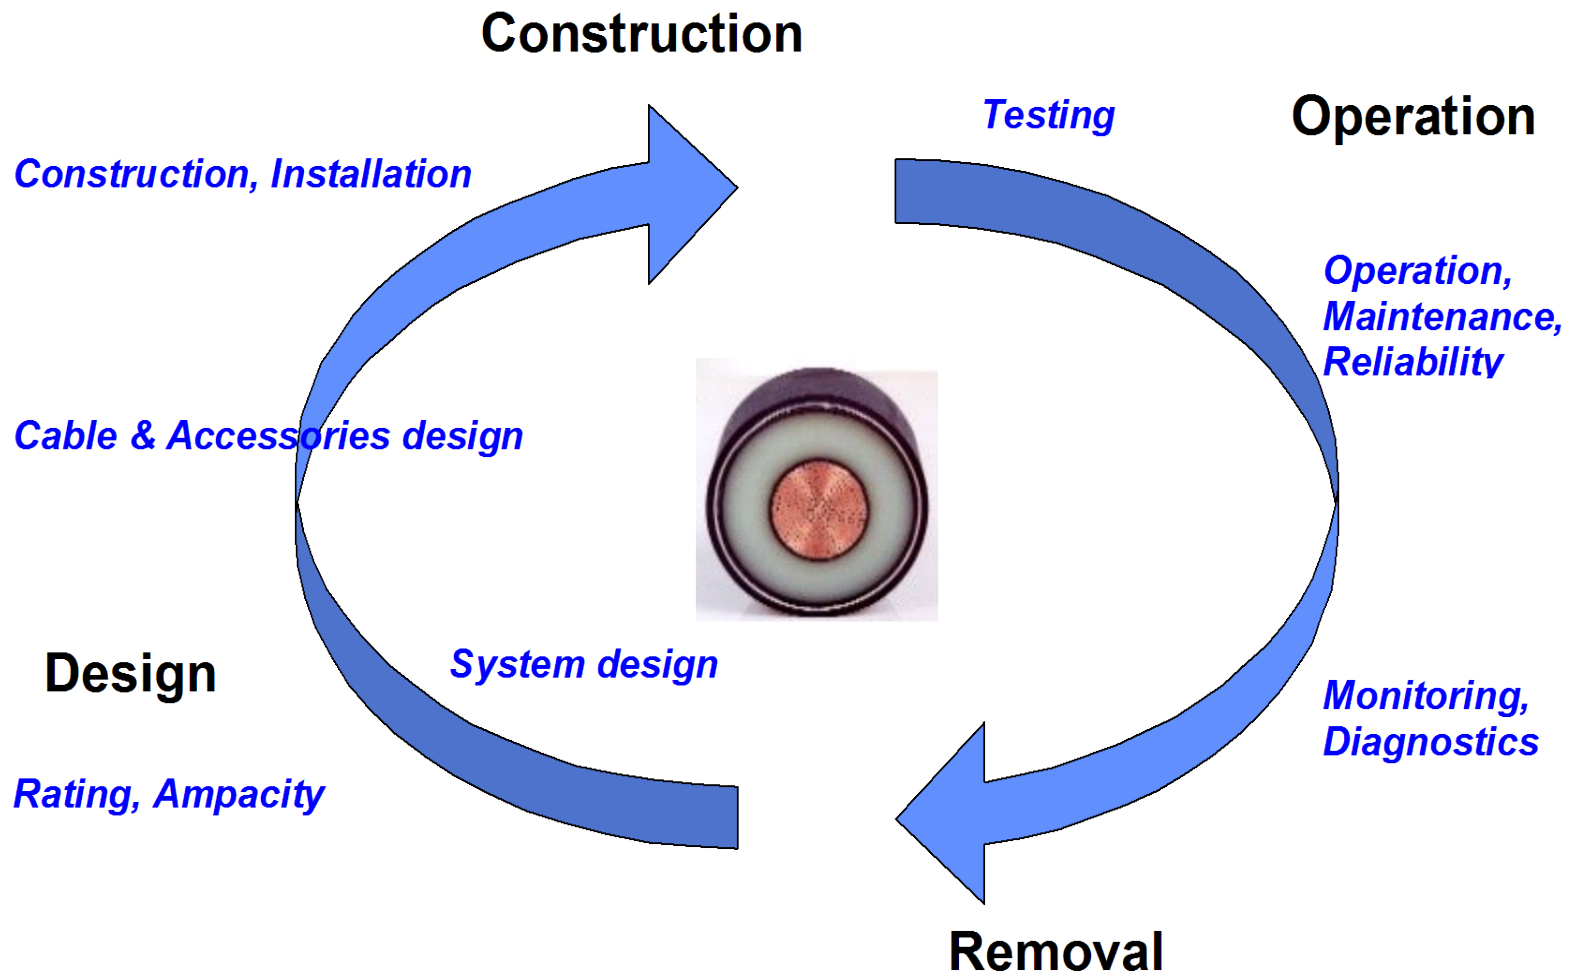 Construction
Testing
Operation
Construction, Installation
Operation,
Maintenance,
Reliability
Cable & Accessories design
Design
System design
Monitoring,
Diagnostics
Rating, Ampacity
Removal